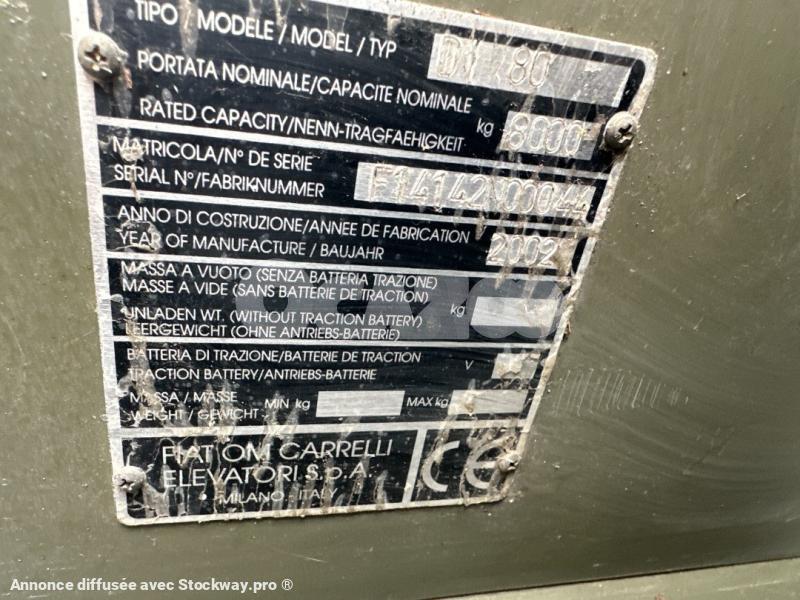 TIPO / MODELE / MODEL / TYP DI 80
PORTATA NOMINALE/CAPACITE NOMINALE
RATED CAPACITY/NENN-TRAGFAEHIGKEIT kg 8000
MATRICOLA/N° DE SERIE
SERIAL N°/FABRIKNUMMER F14142V00044
ANNO DI COSTRUZIONE/ANNEE DE FABRICATION
YEAR OF MANUFACTURE / BAUJAHR 2002
MASSA A VUOTO (SENZA BATTERIA TRAZIONE)
MASSE A VIDE (SANS BATTERIE DE TRACTION)
UNLADEN WT. (WITHOUT TRACTION BATTERY) kg
LEERGEWICHT (OHNE ANTRIEBS-BATTERIE)
BATTERIA DI TRAZIONE/BATTERIE DE TRACTION V
TRACTION BATTERY/ANTRIEBS-BATTERIE
MASSA / MASSE MIN kg MAX kg
WEIGHT / GEWICHT
FIAT OM CARRELLI
ELEVATORI S.p.A.
MILANO - ITALY
CE
Annonce diffusée avec Stockway.pro ®